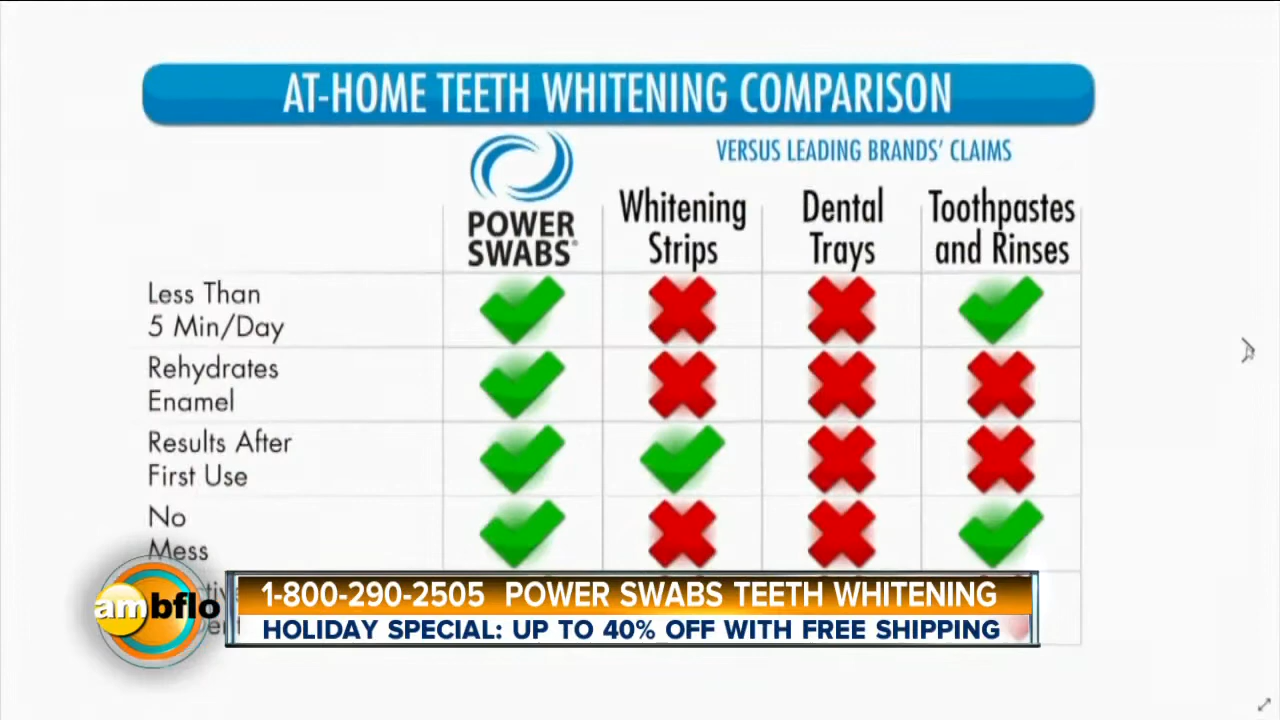 AT-HOME TEETH WHITENING COMPARISON
VERSUS LEADING BRANDS' CLAIMS
POWER
SWABS®
Whitening
Strips
Dental
Trays
Toothpastes
and Rinses
Less Than
5 Min/Day
Rehydrates
Enamel
Results After
First Use
No
Mess
am bflo
1-800-290-2505 POWER SWABS TEETH WHITENING
HOLIDAY SPECIAL: UP TO 40% OFF WITH FREE SHIPPING